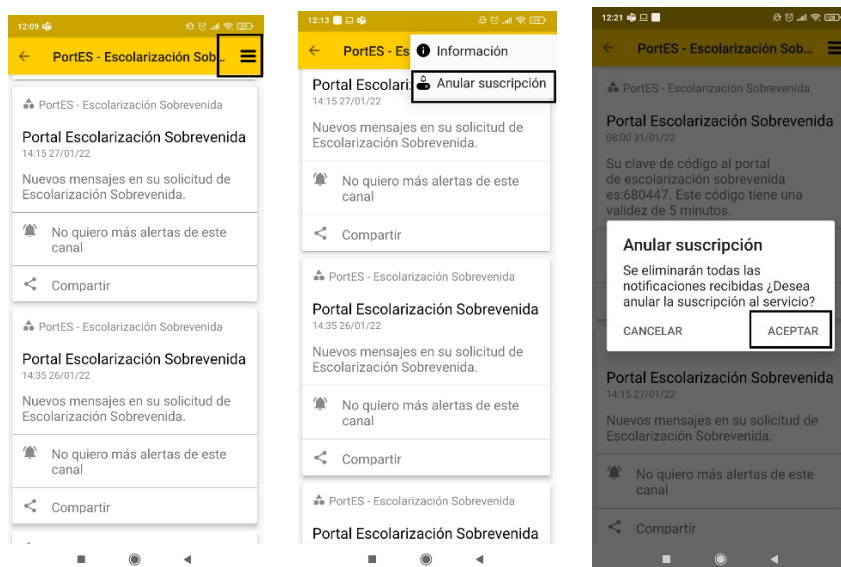 12:09
PortES - Escolarización Sob...
PortES - Escolarización Sobrevenida
Portal Escolarización Sobrevenida
14:15 27/01/22
Nuevos mensajes en su solicitud de
Escolarización Sobrevenida.
No quiero más alertas de este
canal
Compartir
PortES - Escolarización Sobrevenida
Portal Escolarización Sobrevenida
14:35 26/01/22
Nuevos mensajes en su solicitud de
Escolarización Sobrevenida.
No quiero más alertas de este
canal
Compartir
12:13
PortES - Es
Información
Anular suscripción
Portal Escolari
14:15 27/01/22
Nuevos mensajes en su solicitud de
Escolarización Sobrevenida.
No quiero más alertas de este
canal
Compartir
PortES - Escolarización Sobrevenida
Portal Escolarización Sobrevenida
14:35 26/01/22
Nuevos mensajes en su solicitud de
Escolarización Sobrevenida.
No quiero más alertas de este
canal
Compartir
PortES - Escolarización Sobrevenida
Portal Escolarización Sobrevenida
12:21
PortES - Escolarización Sob...
PortES - Escolarización Sobrevenida
Portal Escolarización Sobrevenida
08:00 31/01/22
Su clave de código al portal
de escolarización sobrevenida
es:680447. Este código tiene una
validez de 5 minutos.
Anular suscripción
Se eliminarán todas las
notificaciones recibidas ¿Desea
anular la suscripción al servicio?
CANCELAR
ACEPTAR
Portal Escolarización Sobrevenida
14:15 27/01/22
Nuevos mensajes en su solicitud de
Escolarización Sobrevenida.
No quiero más alertas de este
canal
Compartir